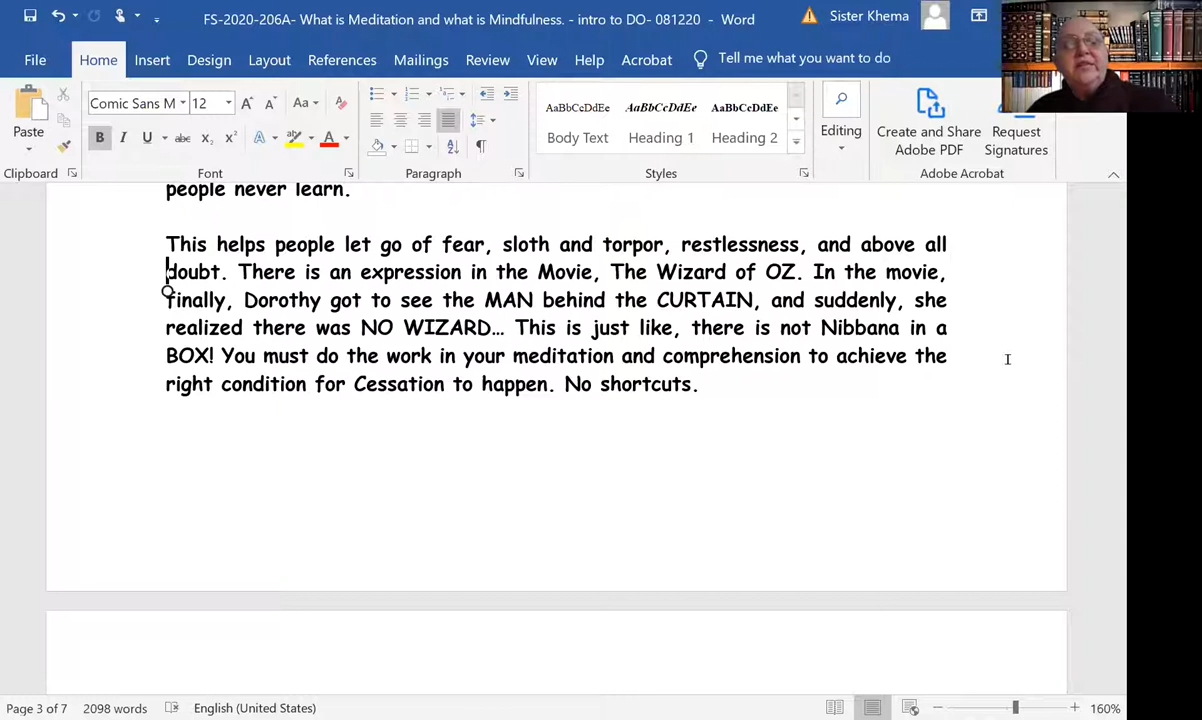 FS-2020-206A- What is Meditation and what is Mindfulness. - intro to DO- 081220 - Word
Sister Khema
File Home Insert Design Layout References Mailings Review View Help Acrobat Tell me what you want to do
Comic Sans M 12
Aa
AaBbCcDdEe AaBbCcDdEe AaBbCcDdEe
Paste
B I U abc X2 X2 A A
Body Text Heading 1 Heading 2
Editing
Create and Share Adobe PDF
Request Signatures
Clipboard Font Paragraph Styles Adobe Acrobat
people never learn.
This helps people let go of fear, sloth and torpor, restlessness, and above all
doubt. There is an expression in the Movie, The Wizard of OZ. In the movie,
finally, Dorothy got to see the MAN behind the CURTAIN, and suddenly, she
realized there was NO WIZARD... This is just like, there is not Nibbana in a
BOX! You must do the work in your meditation and comprehension to achieve the
right condition for Cessation to happen. No shortcuts.
Page 3 of 7 2098 words English (United States) 160%